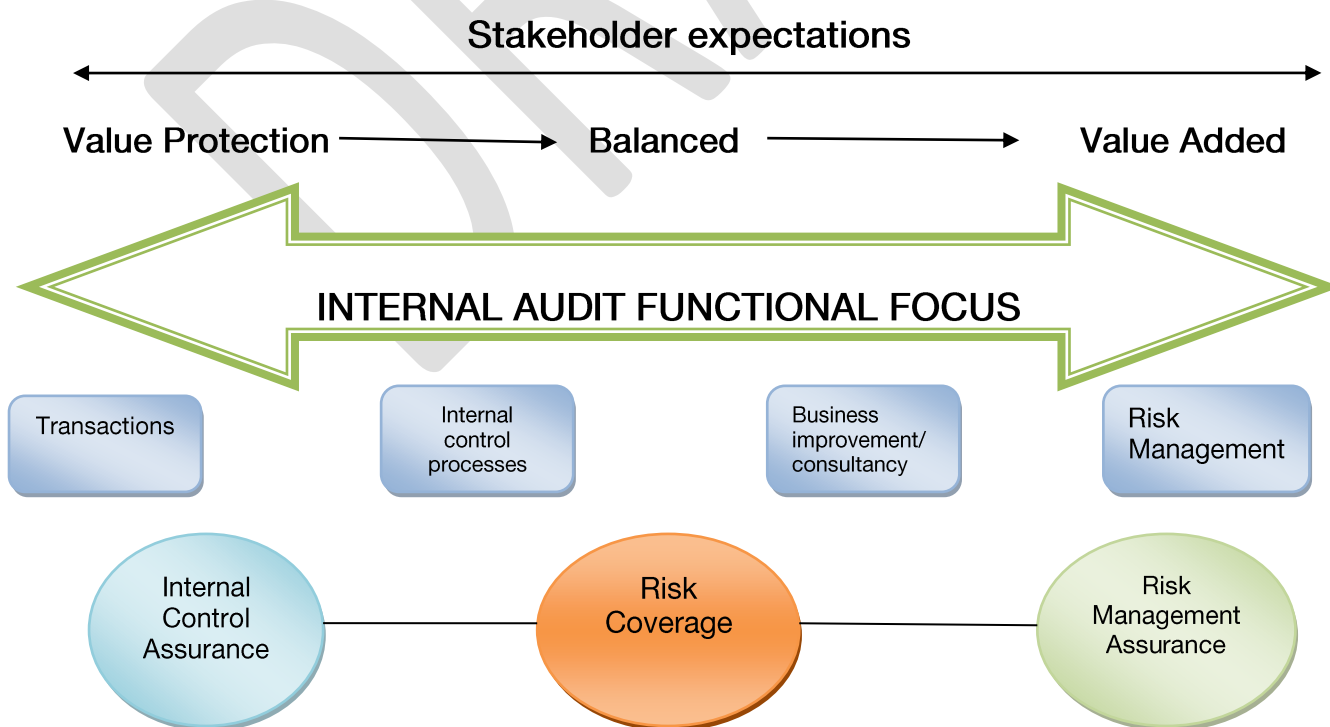 Stakeholder expectations
Value Protection
Balanced
Value Added
INTERNAL AUDIT FUNCTIONAL FOCUS
Transactions
Internal
control
processes
Business
improvement/
consultancy
Risk
Management
Internal
Control
Assurance
Risk
Coverage
Risk
Management
Assurance